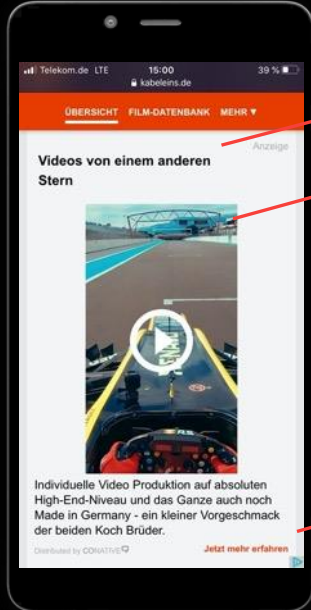 Telekom.de LTE 15:00 39 %
kabeleins.de
ÜBERSICHT FILM-DATENBANK MEHR ▼
Anzeige
Videos von einem anderen
Stern
Individuelle Video Produktion auf absoluten
High-End-Niveau und das Ganze auch noch
Made in Germany - ein kleiner Vorgeschmack
der beiden Koch Brüder.
Distributed by CONATIVE
Jetzt mehr erfahren